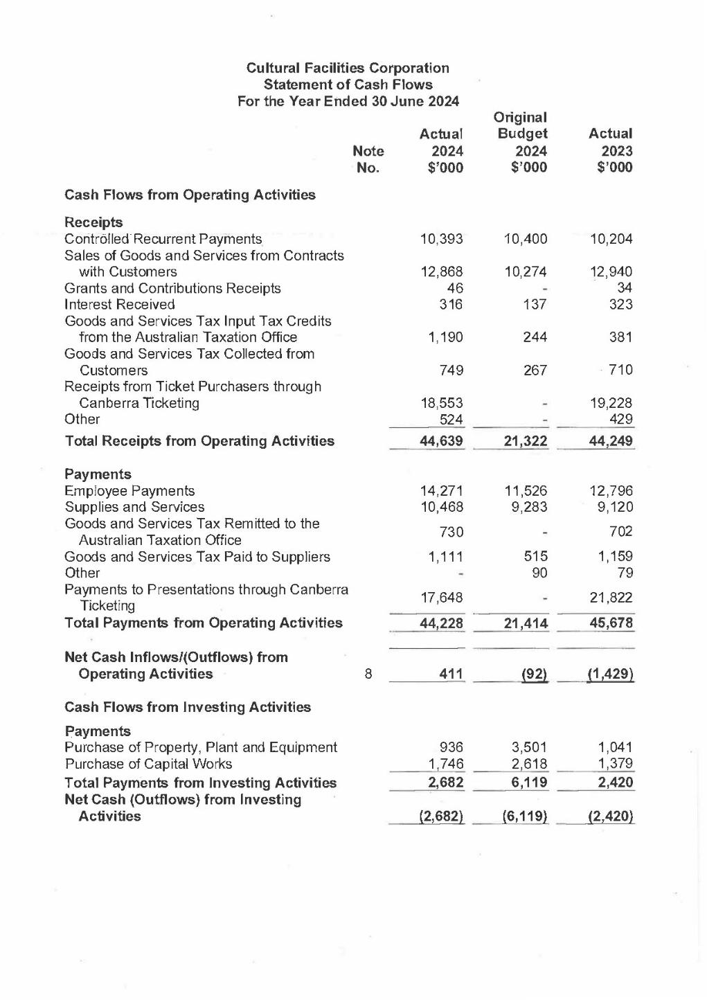 Cultural Facilities Corporation
Statement of Cash Flows
For the Year Ended 30 June 2024
Original
Actual Budget Actual
Note 2024 2024 2023
No. $'000 $'000 $'000
Cash Flows from Operating Activities
Receipts
Controlled Recurrent Payments 10,393 10,400 10,204
Sales of Goods and Services from Contracts
with Customers 12,868 10,274 12,940
Grants and Contributions Receipts 46 - 34
Interest Received 316 137 323
Goods and Services Tax Input Tax Credits
from the Australian Taxation Office 1,190 244 381
Goods and Services Tax Collected from
Customers 749 267 710
Receipts from Ticket Purchasers through
Canberra Ticketing 18,553 - 19,228
Other 524 - 429
Total Receipts from Operating Activities 44,639 21,322 44,249
Payments
Employee Payments 14,271 11,526 12,796
Supplies and Services 10,468 9,283 9,120
Goods and Services Tax Remitted to the
Australian Taxation Office 730 - 702
Goods and Services Tax Paid to Suppliers 1,111 515 1,159
Other - 90 79
Payments to Presentations through Canberra
Ticketing 17,648 - 21,822
Total Payments from Operating Activities 44,228 21,414 45,678
Net Cash Inflows/(Outflows) from
Operating Activities 8 411 (92) (1,429)
Cash Flows from Investing Activities
Payments
Purchase of Property, Plant and Equipment 936 3,501 1,041
Purchase of Capital Works 1,746 2,618 1,379
Total Payments from Investing Activities 2,682 6,119 2,420
Net Cash (Outflows) from Investing
Activities (2,682) (6,119) (2,420)